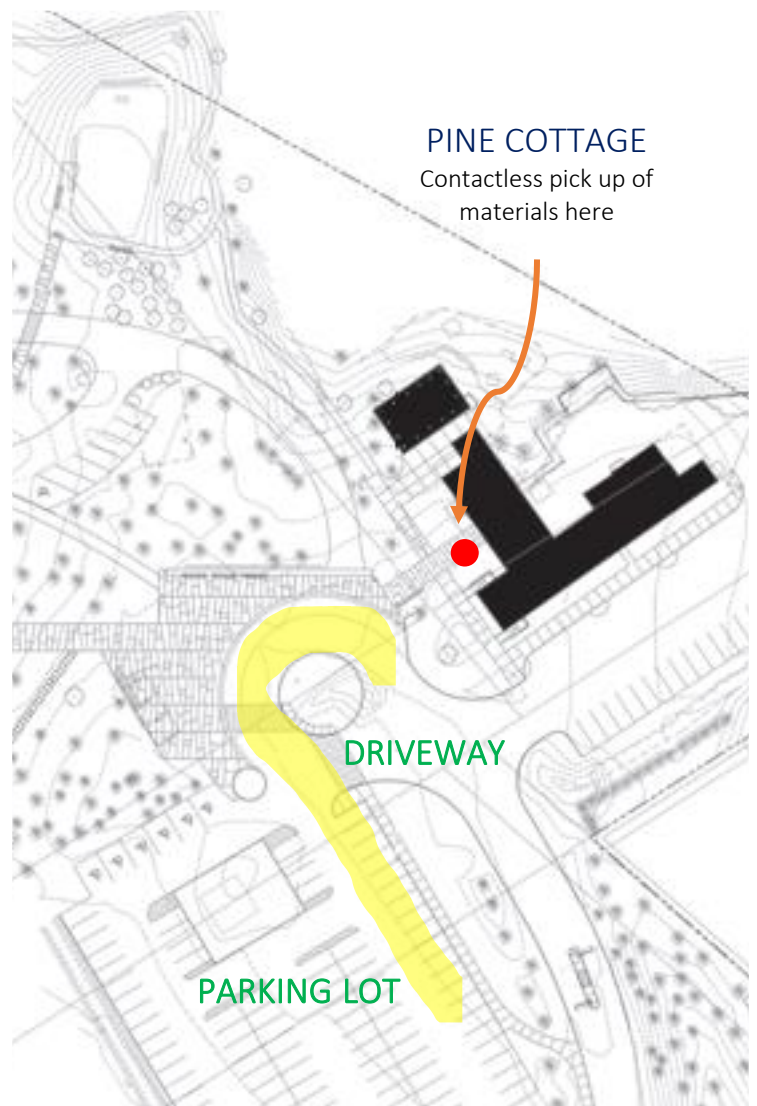 PINE COTTAGE
Contactless pick up of
materials here
DRIVEWAY
PARKING LOT